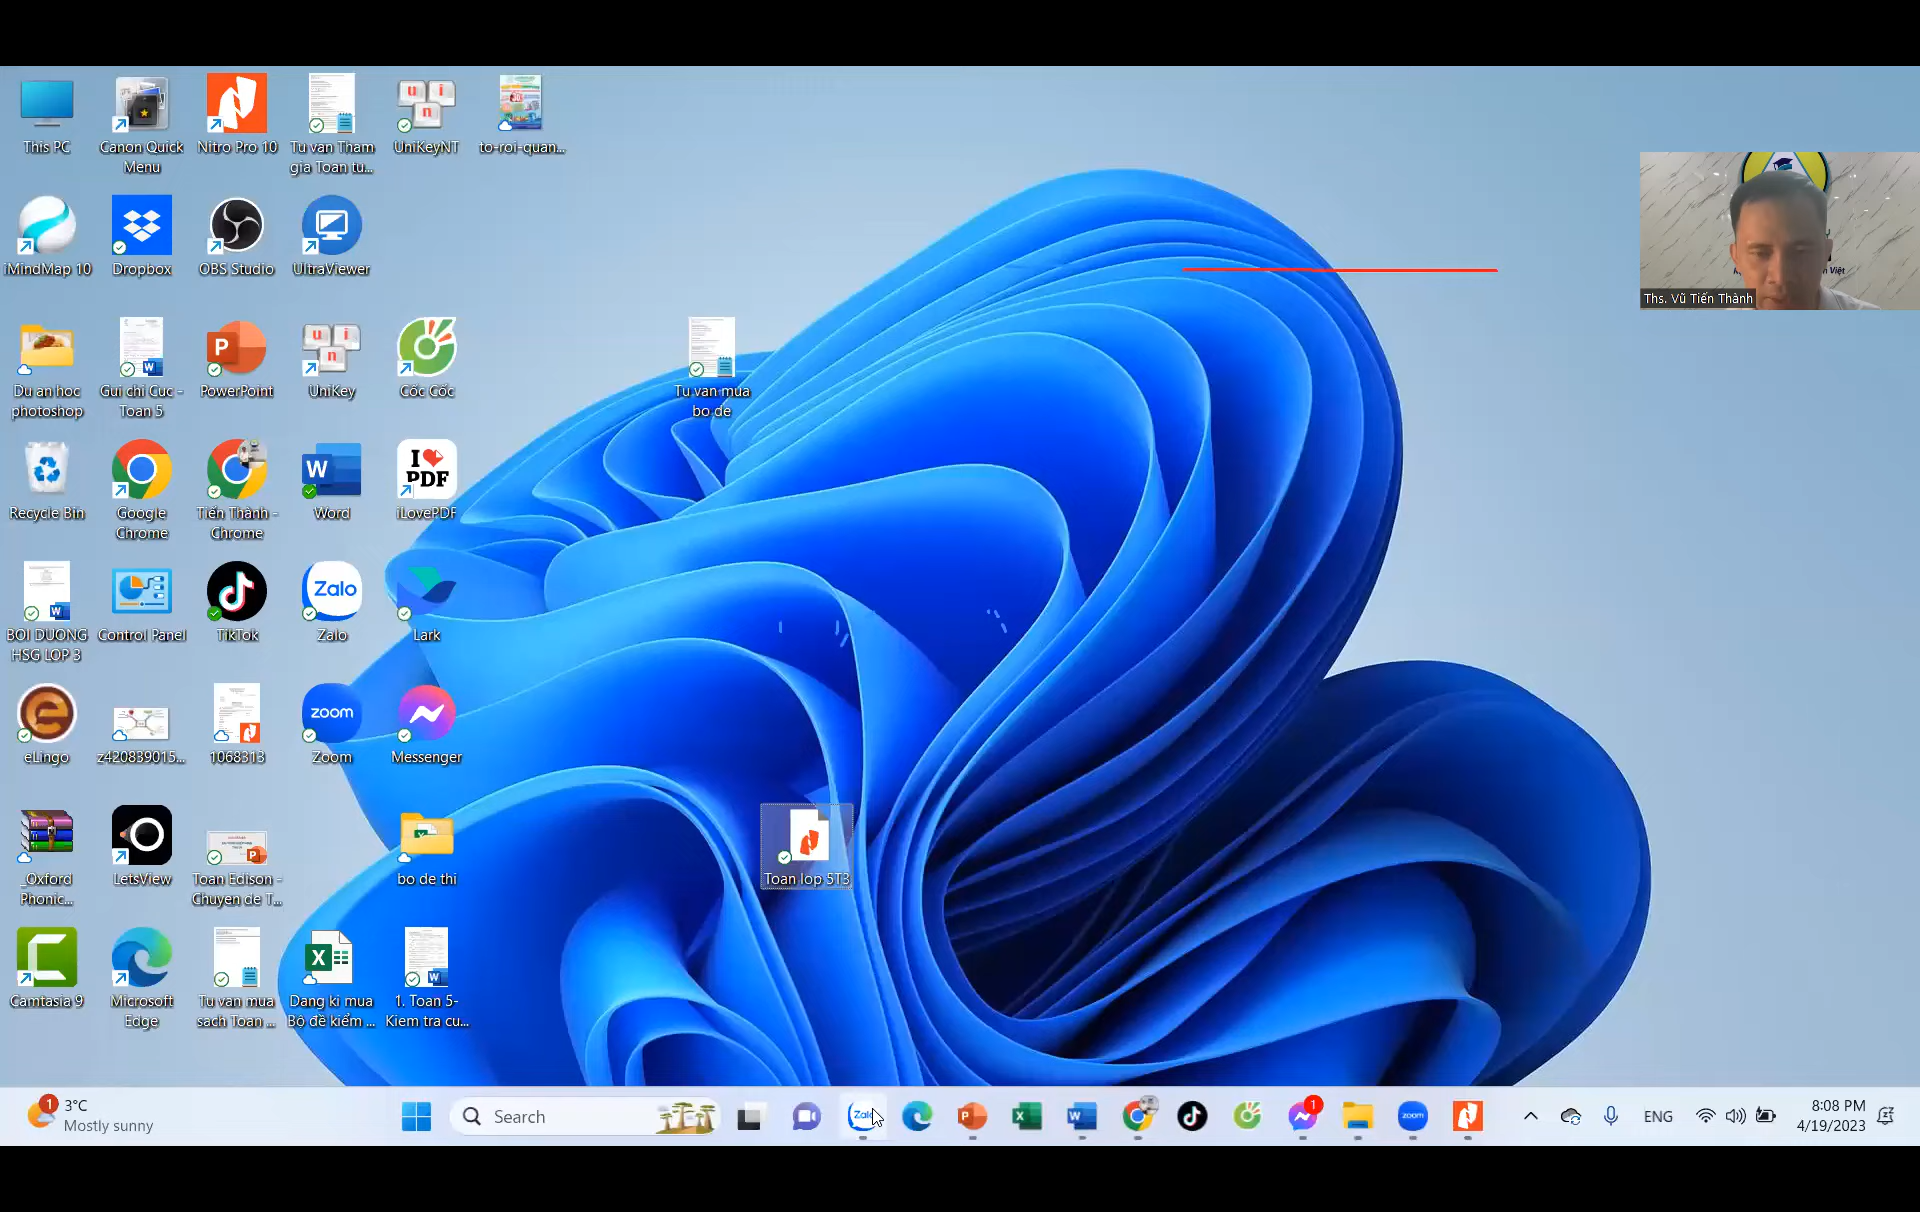 This PC
Canon Quick
Menu
Nitro Pro 10
Tu van Tham
gia Toan tu...
UniKeyNT
to-roi-quan...
iMindMap 10
Dropbox
OBS Studio
UltraViewer
Du an hoc
photoshop
Gui chi Cuc -
Toan 5
PowerPoint
UniKey
Cốc Cốc
Tu van mua
bo de
Recycle Bin
Google
Chrome
Tiến Thành -
Chrome
Word
I
PDF
iLovePDF
BOI DUONG
HSG LOP 3
Control Panel
TikTok
Zalo
Zalo
Lark
eLingo
z420839015...
1068313
zoom
Zoom
Messenger
_Oxford
Phonic...
LetsView
Toan Edison -
Chuyen de T...
bo de thi
Toan lop 5T3
Camtasia 9
Microsoft
Edge
Tu van mua
sach Toan ...
Dang ki mua
Bộ đề kiểm ...
1. Toan 5-
Kiem tra cu...
Ths. Vũ Tiến Thành
1
3°C
Mostly sunny
Search
1
zoom
ENG
8:08 PM
4/19/2023